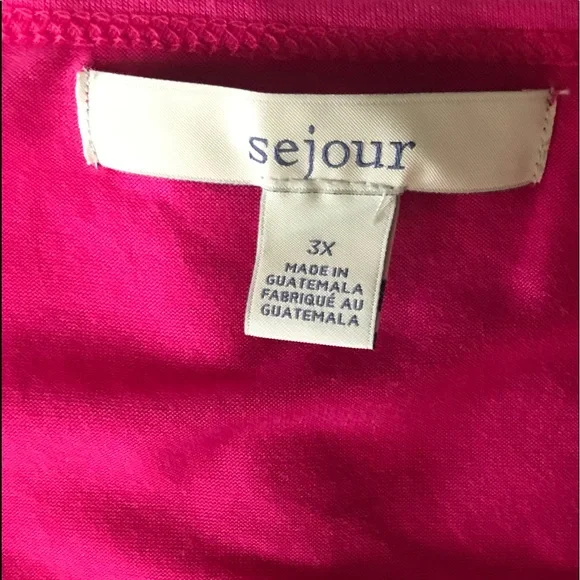 sejour
3X
MADE IN
GUATEMALA
FABRIQUÉ AU
GUATEMALA